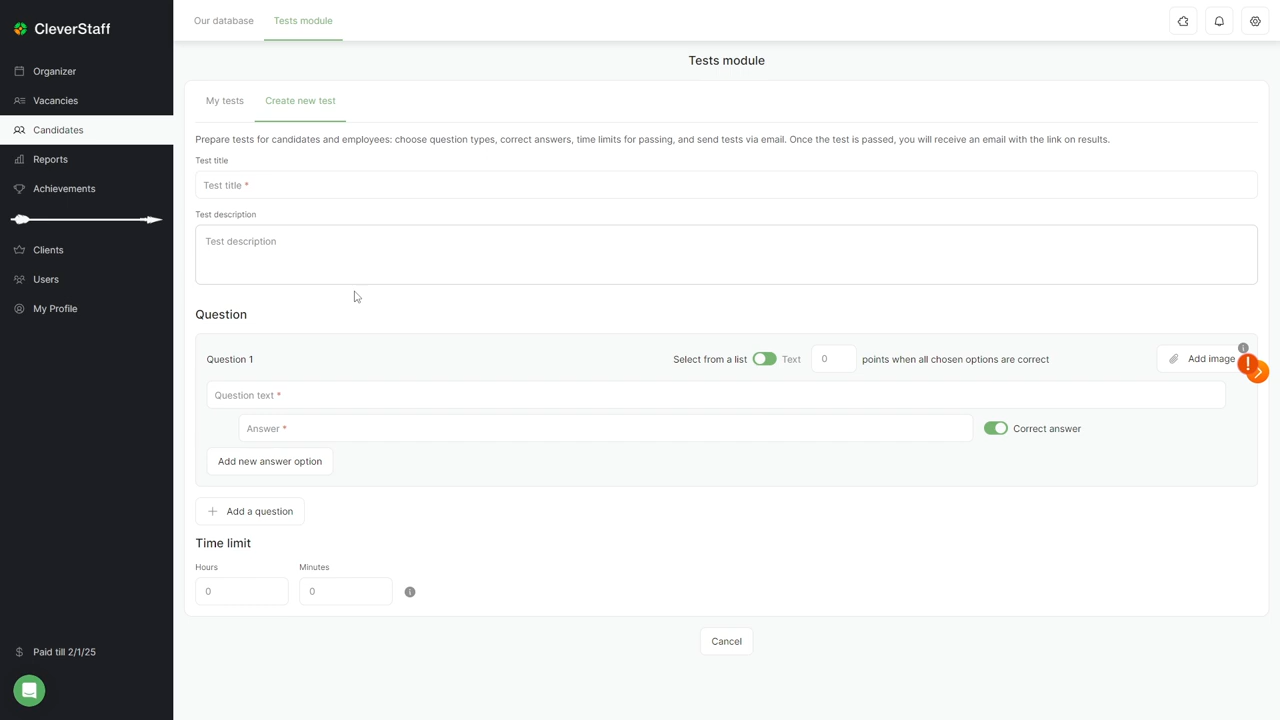 CleverStaff
Our database
Tests module
Organizer
Vacancies
Candidates
Reports
Achievements
Clients
Users
My Profile
Paid till 2/1/25
Tests module
My tests
Create new test
Prepare tests for candidates and employees: choose question types, correct answers, time limits for passing, and send tests via email. Once the test is passed, you will receive an email with the link on results.
Test title
Test title *
Test description
Test description
Question
Question 1
Select from a list
Text
0
points when all chosen options are correct
Add image
Question text *
Answer *
Correct answer
Add new answer option
Add a question
Time limit
Hours
Minutes
0
0
Cancel